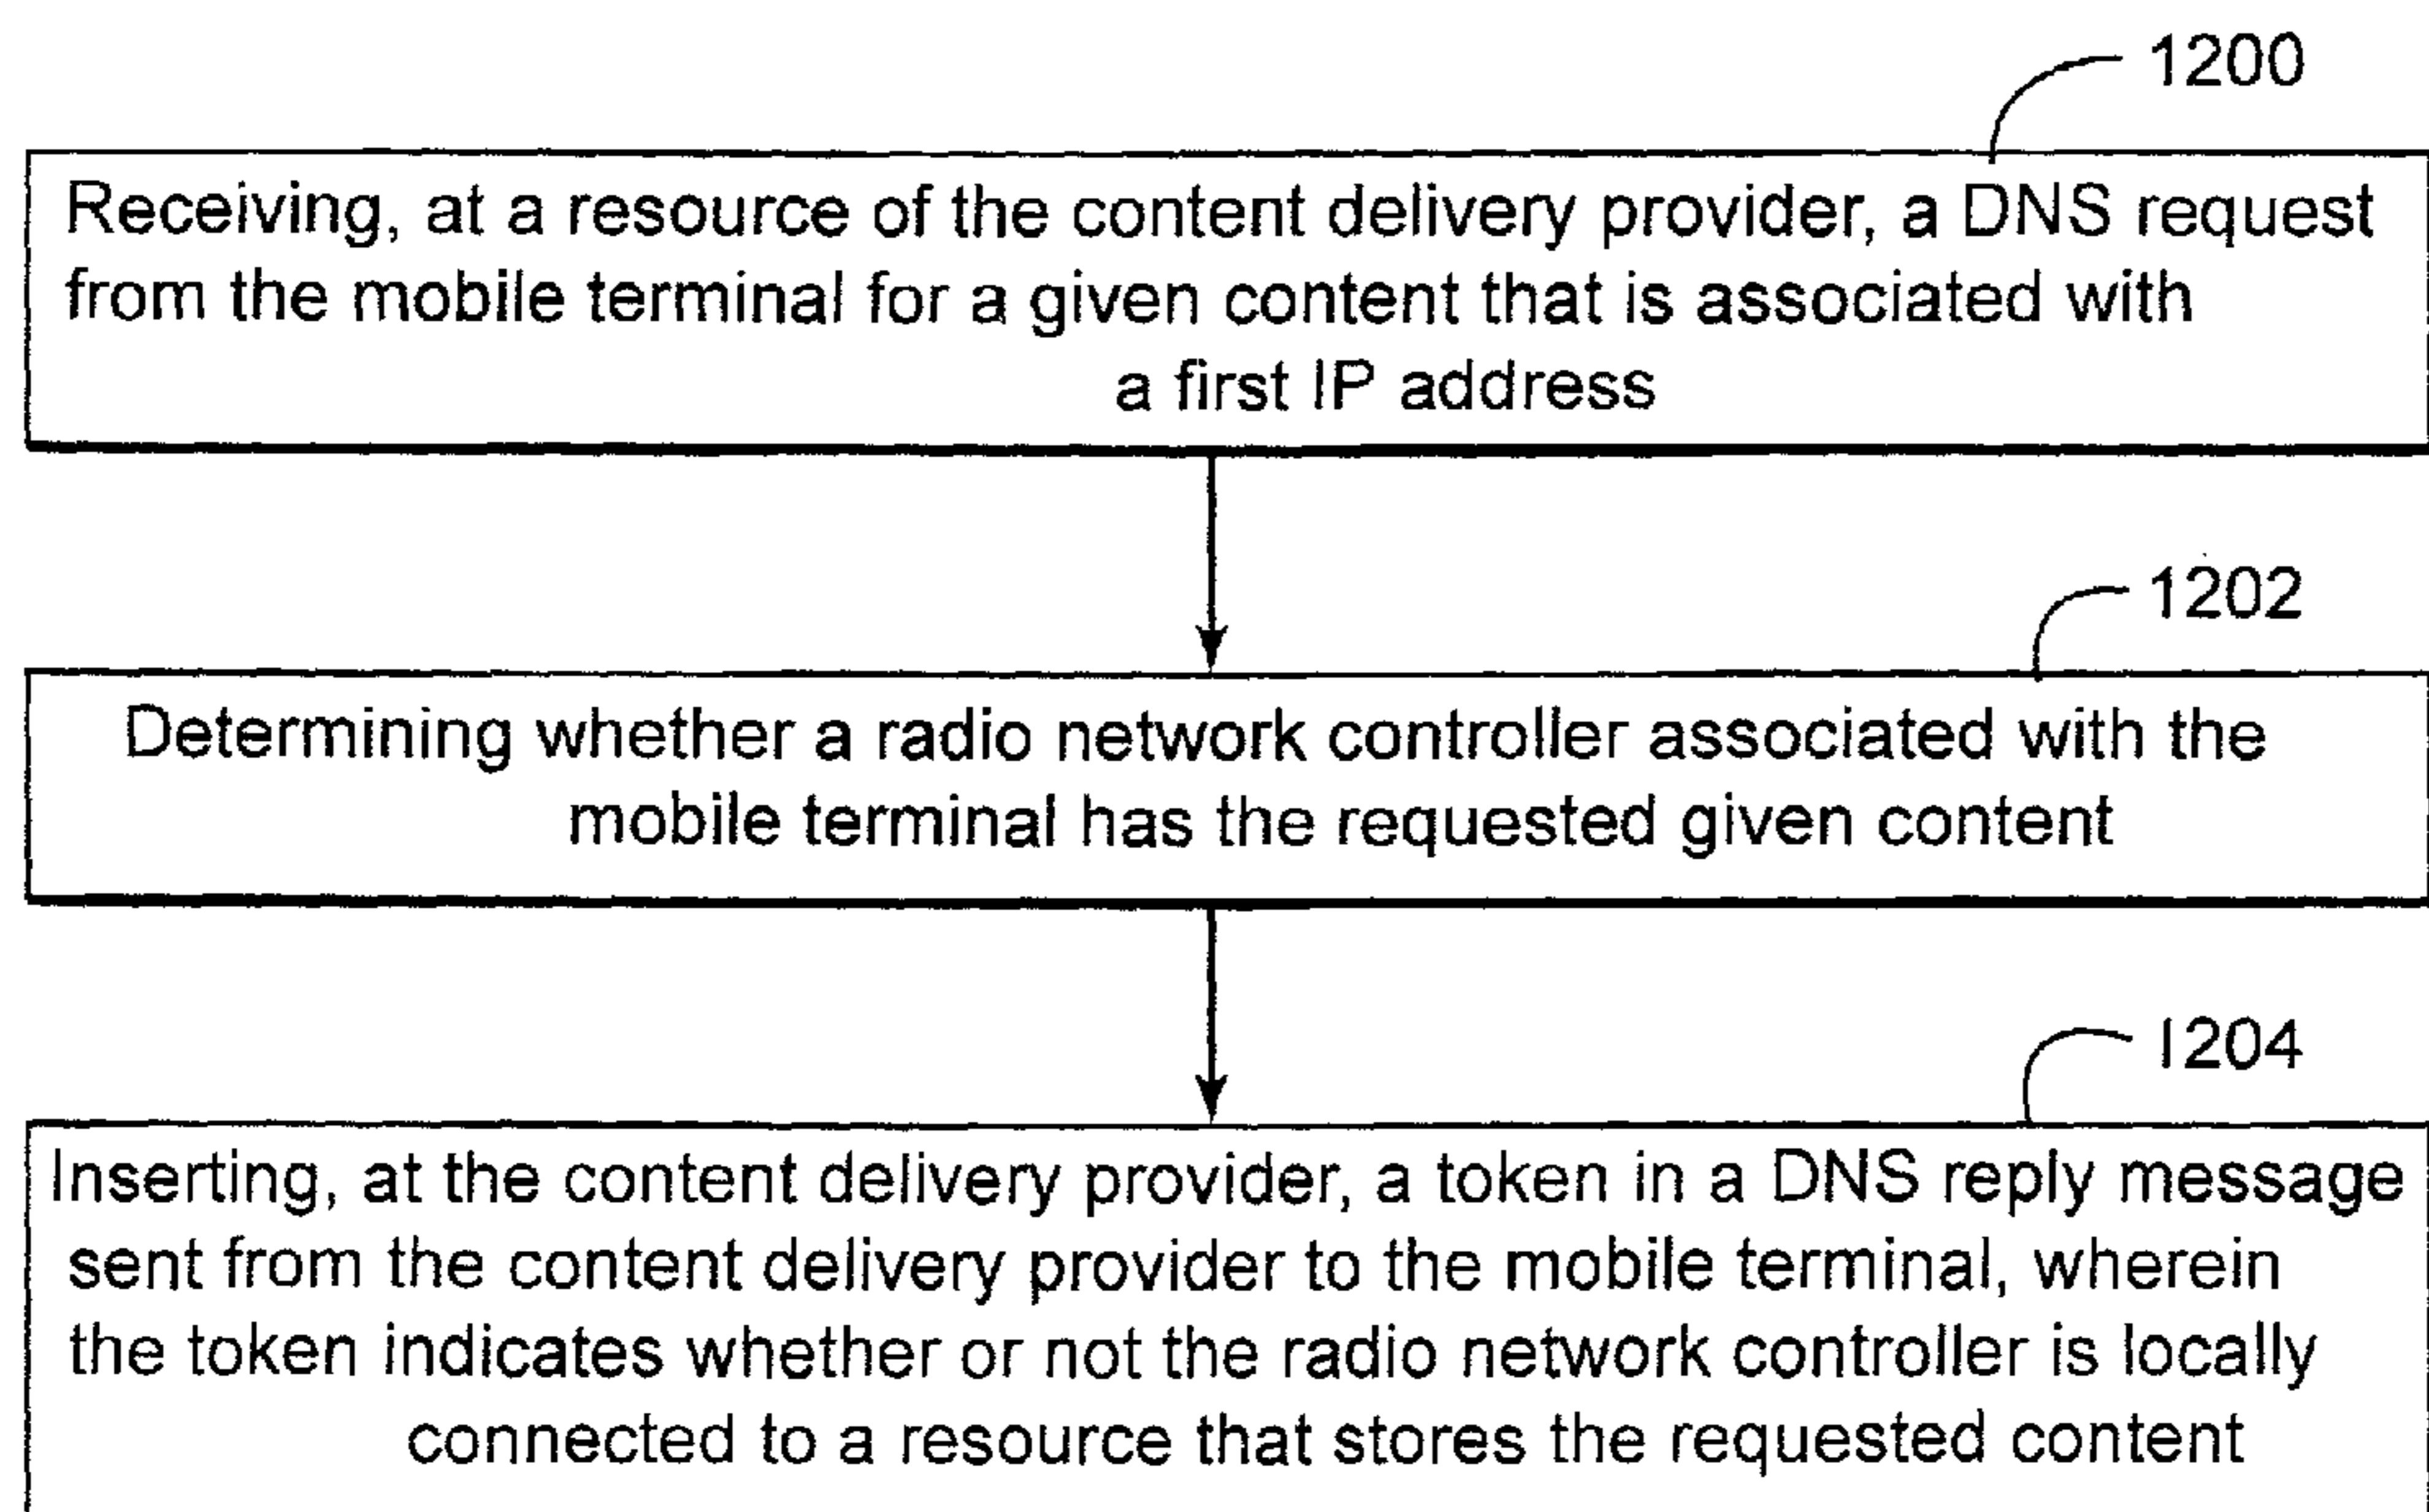 1200
Receiving, at a resource of the content delivery provider, a DNS request
from the mobile terminal for a given content that is associated with
a first IP address
1202
Determining whether a radio network controller associated with the
mobile terminal has the requested given content
1204
Inserting, at the content delivery provider, a token in a DNS reply message
sent from the content delivery provider to the mobile terminal, wherein
the token indicates whether or not the radio network controller is locally
connected to a resource that stores the requested content